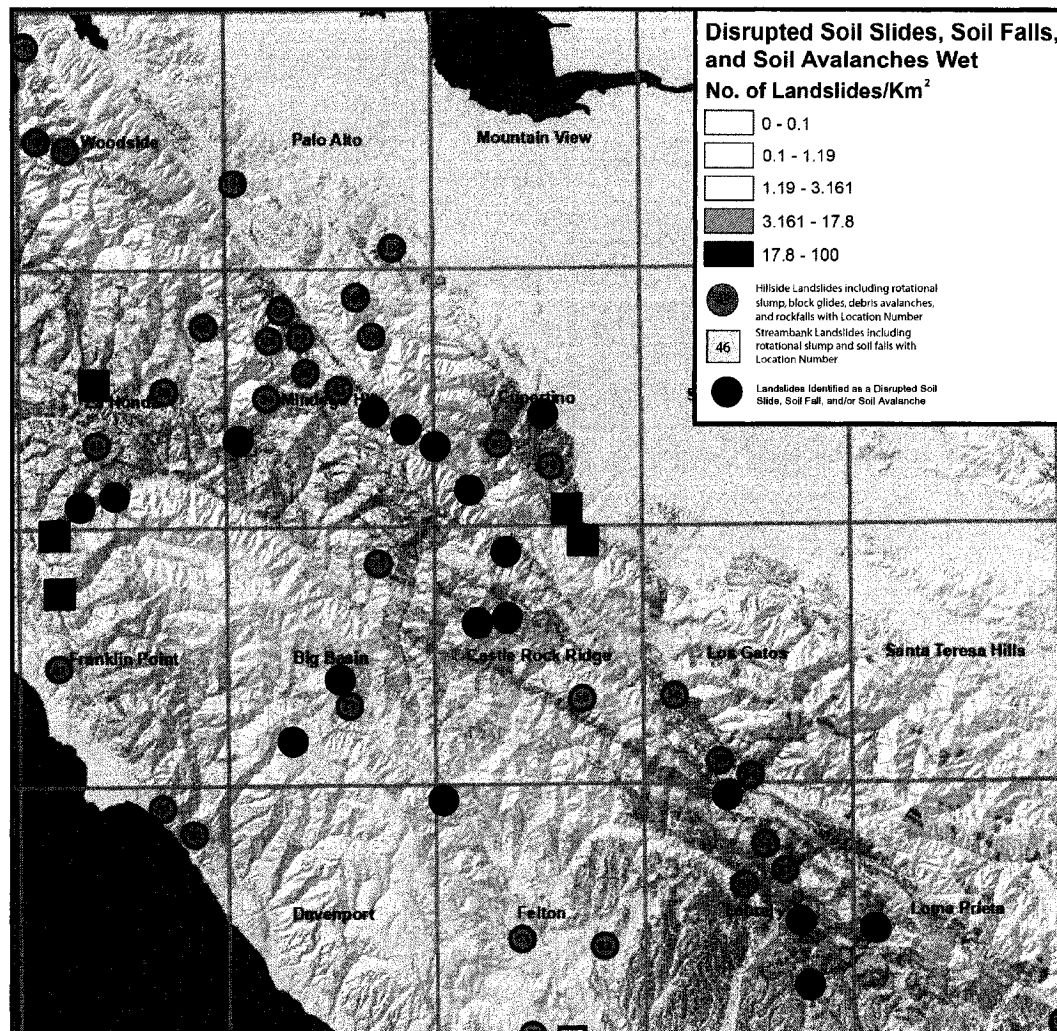 Disrupted Soil Slides, Soil Falls,
and Soil Avalanches Wet
No. of Landslides/Km²
0 - 0.1
0.1 - 1.19
1.19 - 3.161
3.161 - 17.8
17.8 - 100
Hillside Landslides including rotational
slump, block glides, debris avalanches,
and rockfalls with Location Number
46
Streambank Landslides including
rotational slump and soil falls with
Location Number
Landslides Identified as a Disrupted Soil
Slide, Soil Fall, and/or Soil Avalanche
Woodside
Palo Alto
Mountain View
Cupertino
Franklin Point
Big Basin
Castle Rock Ridge
Los Gatos
Santa Teresa Hills
Davenport
Felton
Loma Prieta